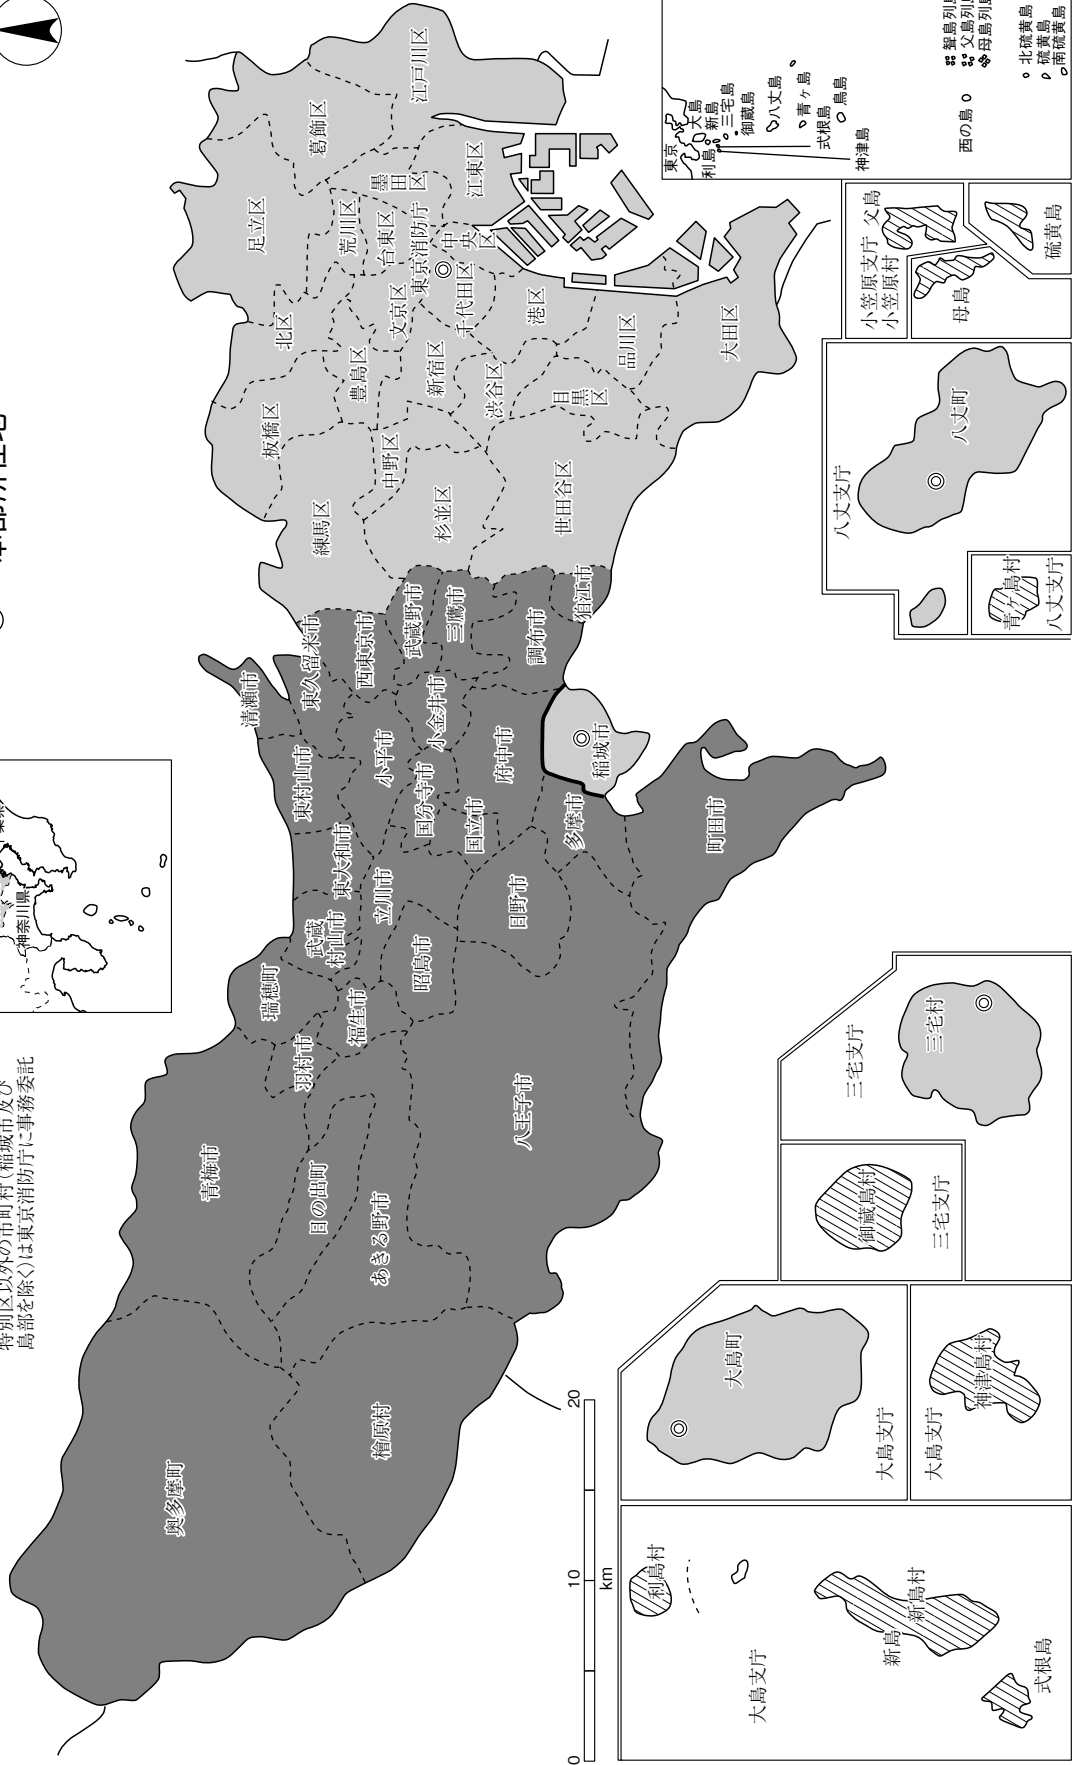 特別区以外の市町村（稲城市及び
島部を除く）は東京消防庁に事務委託
神奈川県
奥多摩町
檜原村
青梅市
日の出町
あきる野市
八王子市
羽村市
瑞穂町
福生市
武蔵
村山市
昭島市
立川市
東大和市
日野市
東村山市
小平市
国分寺市
国立市
府中市
多摩市
町田市
稲城市
清瀬市
東久留米市
西東京市
小金井市
武蔵野市
三鷹市
調布市
狛江市
練馬区
板橋区
中野区
杉並区
世田谷区
北区
豊島区
新宿区
渋谷区
目黒
区
文京区
千代田区
港区
品川区
大田区
足立区
荒川区
台東区
東京消防庁
中央
区
葛飾区
墨田
区
江東区
江戸川区
0
10
20
km
利島村
大島支庁
新島
新島村
式根島
大島町
大島支庁
大島支庁
神津島村
御蔵島村
三宅支庁
三宅支庁
三宅村
八丈支庁
八丈町
青ヶ島村
八丈支庁
小笠原支庁
小笠原村
父島
母島
硫黄島
東京
大島
利島
新島
三宅島
御蔵島
八丈島
青ヶ島
式根島
鳥島
神津島
西の島
聟島列島
父島列島
母島列島
北硫黄島
硫黄島
南硫黄島